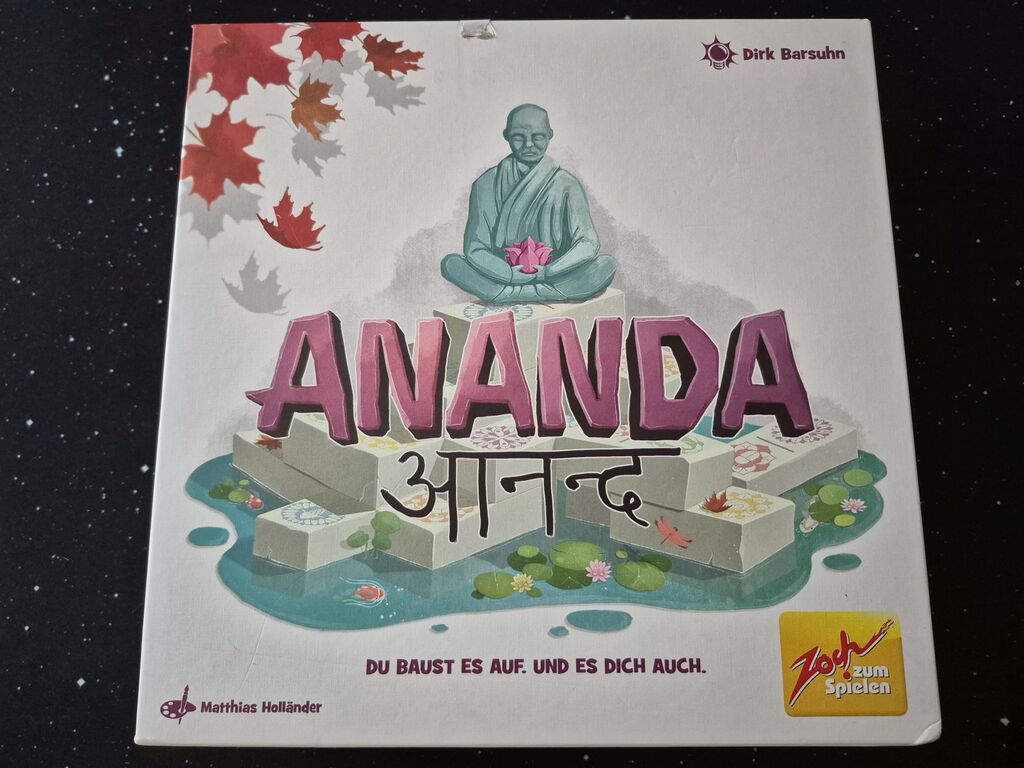 Dirk Barsuhn
ANANDA
आनन्द
DU BAUST ES AUF. UND ES DICH AUCH.
Zoch
zum
Spielen
Matthias Holländer